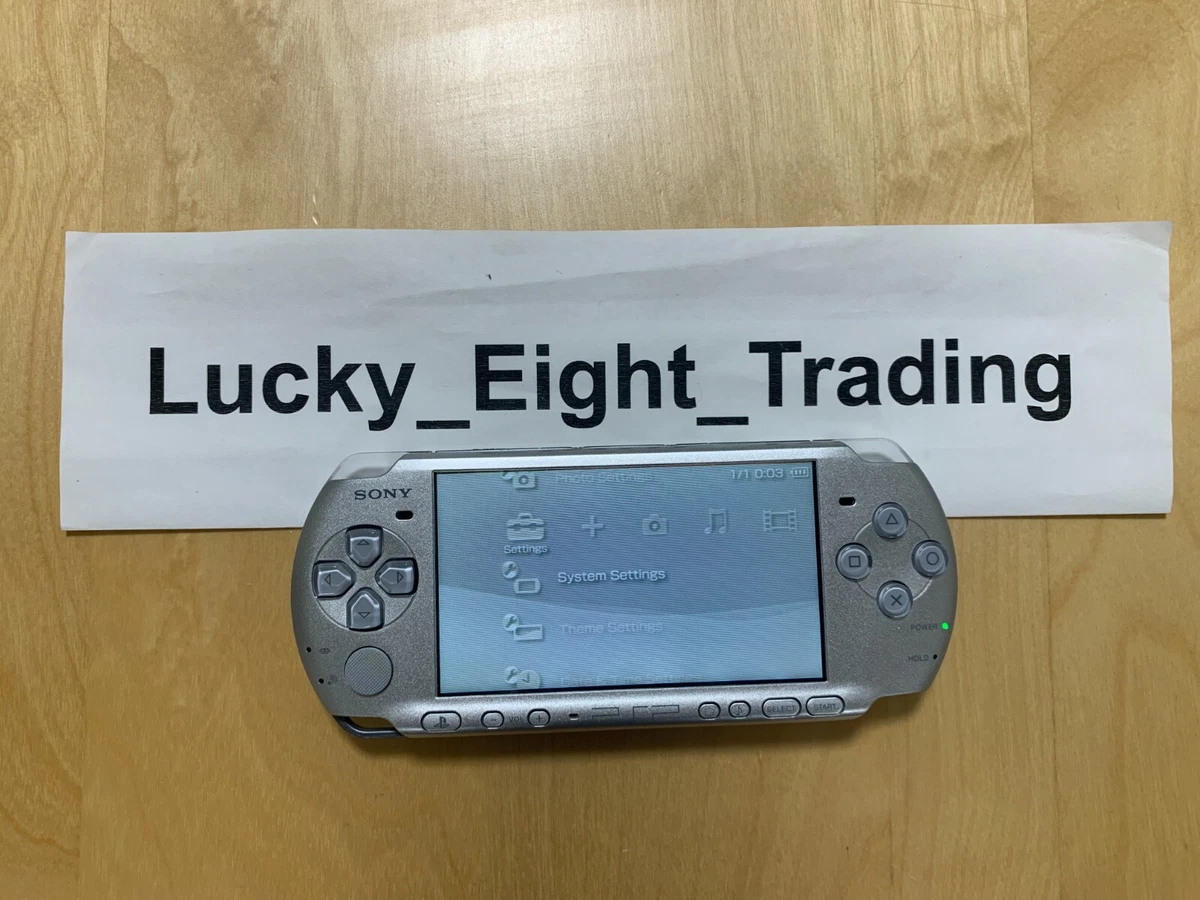 Lucky_Eight_Trading
SONY
Photo Settings
1/1 0:03
Settings
System Settings
Theme Settings
POWER
HOLD
VOL
SELECT
START